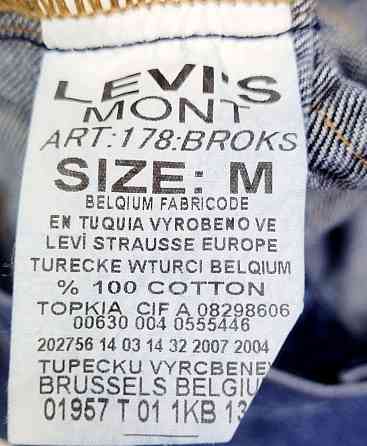 LEVI'S
MONT
ART:178:BROKS
SIZE: M
BELQIUM FABRICODE
EN TUQUIA VYROBENO VE
LEVİ STRAUSSE EUROPE
TURECKE WTURCI BELQIUM
% 100 COTTON
TOPKIA CIF A 08298606
00630 004 0555446
202756 14 03 14 32 2007 2004
TUPECKU VYRCBENE
BRUSSELS BELGIU
01957 T 01 1KB 13